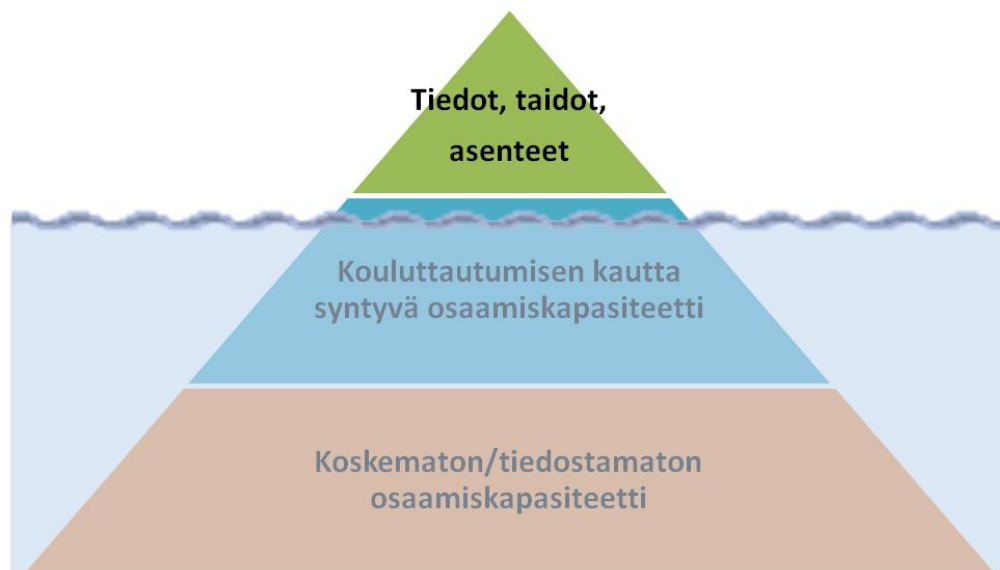 Tiedot, taidot,
asenteet
Kouluttautumisen kautta
syntyvä osaamiskapasiteetti
Koskematon/tiedostamaton
osaamiskapasiteetti